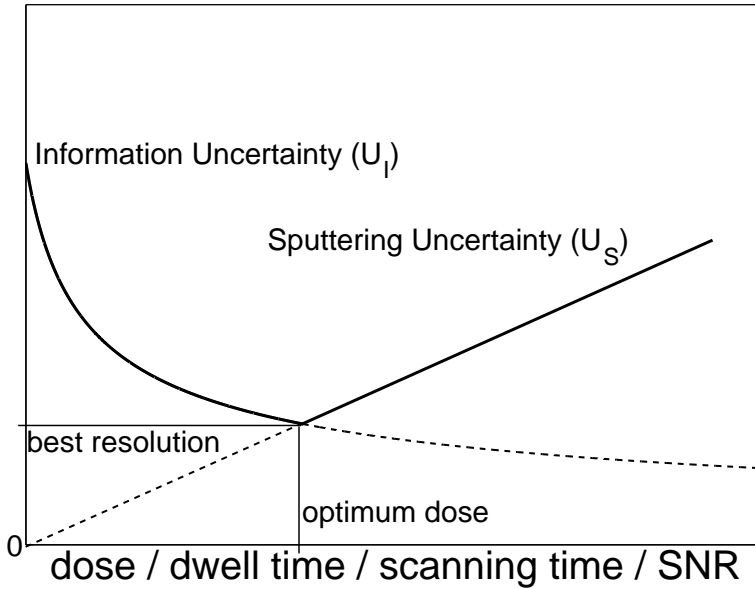 Information Uncertainty (U_I)
Sputtering Uncertainty (U_S)
best resolution
optimum dose
0
dose / dwell time / scanning time / SNR